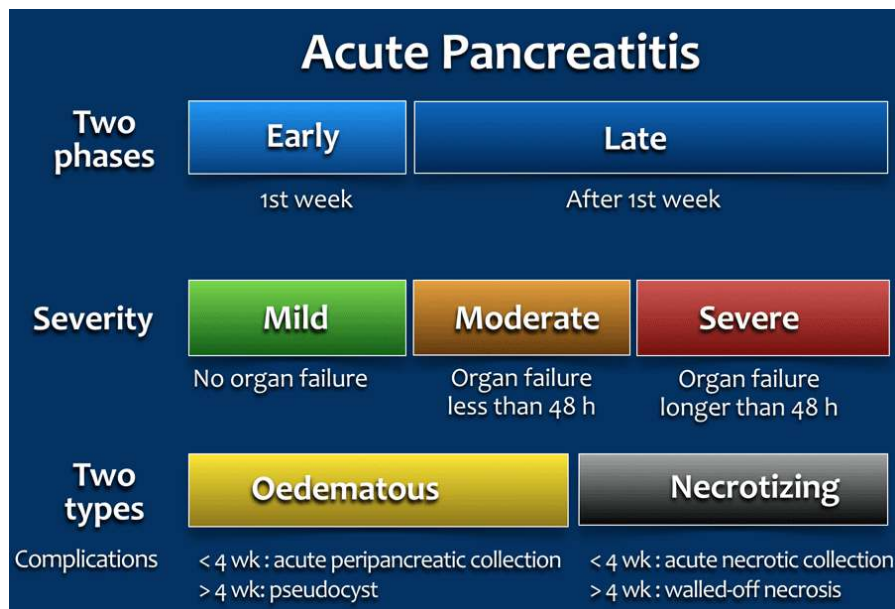 Acute Pancreatitis
Two
phases
Early
Late
1st week
After 1st week
Severity
Mild
Moderate
Severe
No organ failure
Organ failure
less than 48 h
Organ failure
longer than 48 h
Two
types
Oedematous
Necrotizing
Complications
< 4 wk : acute peripancreatic collection
> 4 wk: pseudocyst
< 4 wk : acute necrotic collection
> 4 wk : walled-off necrosis